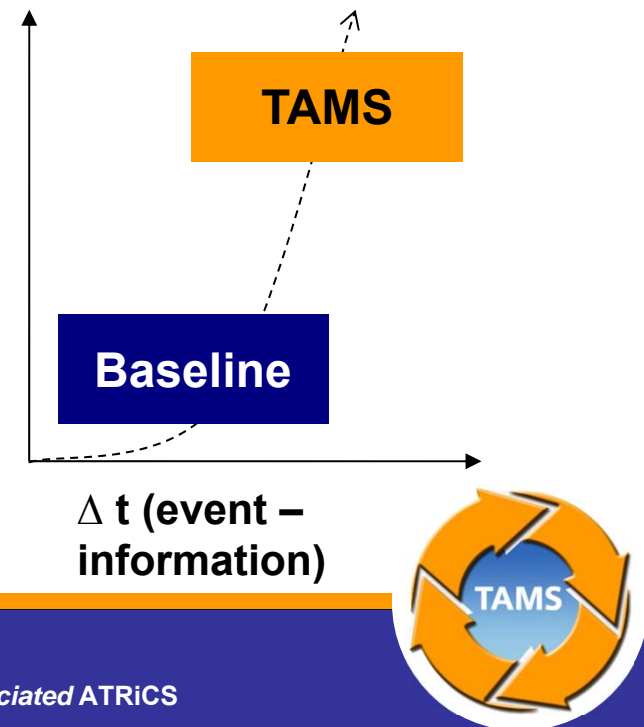 TAMS
Baseline
Δ t (event –
information)
TAMS
ATRiCS